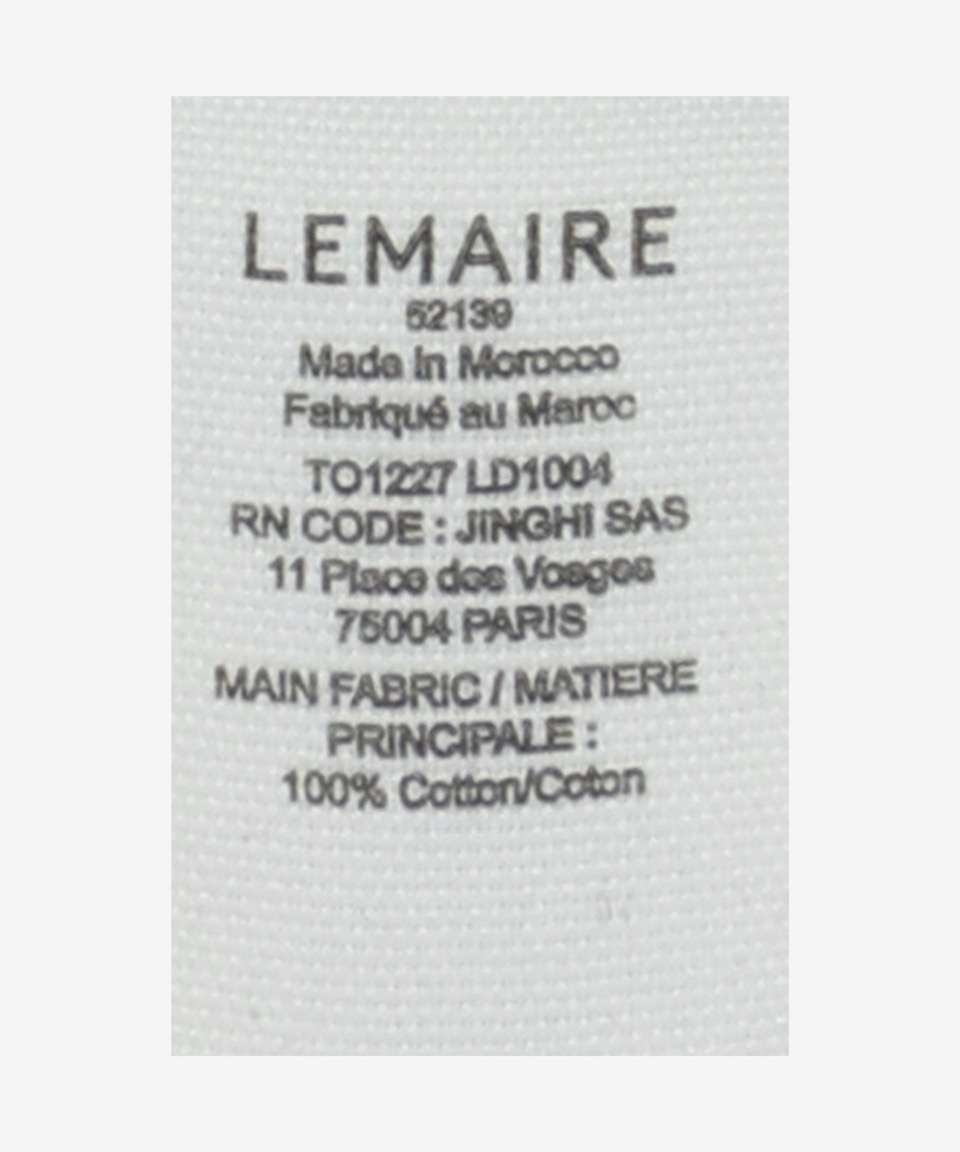 LEMAIRE
52139
Made In Morocco
Fabriqué au Maroc
TO1227 LD1004
RN CODE : JINGHI SAS
11 Place des Vosges
75004 PARIS
MAIN FABRIC / MATIERE
PRINCIPALE :
100% Cotton/Coton